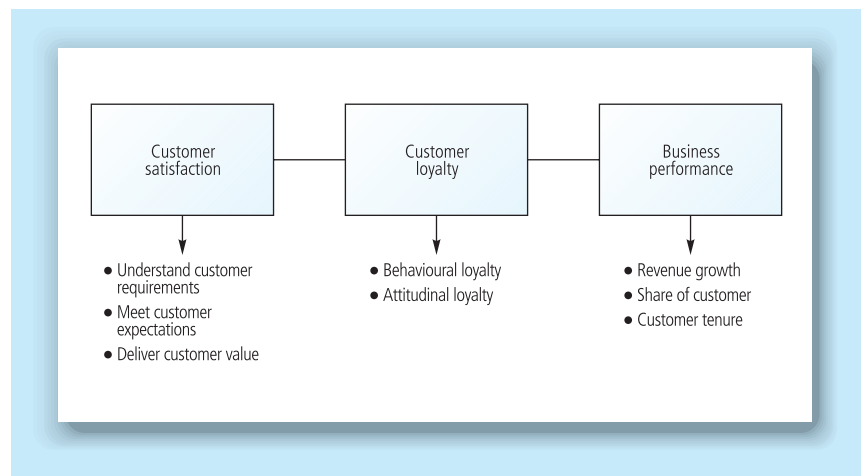 Customer
satisfaction
Customer
loyalty
Business
performance
• Understand customer
requirements
• Meet customer
expectations
• Deliver customer value
• Behavioural loyalty
• Attitudinal loyalty
• Revenue growth
• Share of customer
• Customer tenure